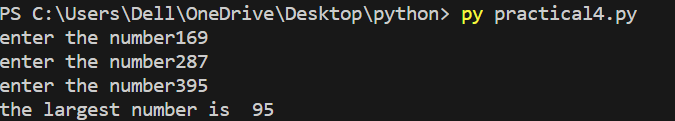 PS C:\Users\Dell\OneDrive\Desktop\python> py practical4.py
enter the number169
enter the number287
enter the number395
the largest number is  95